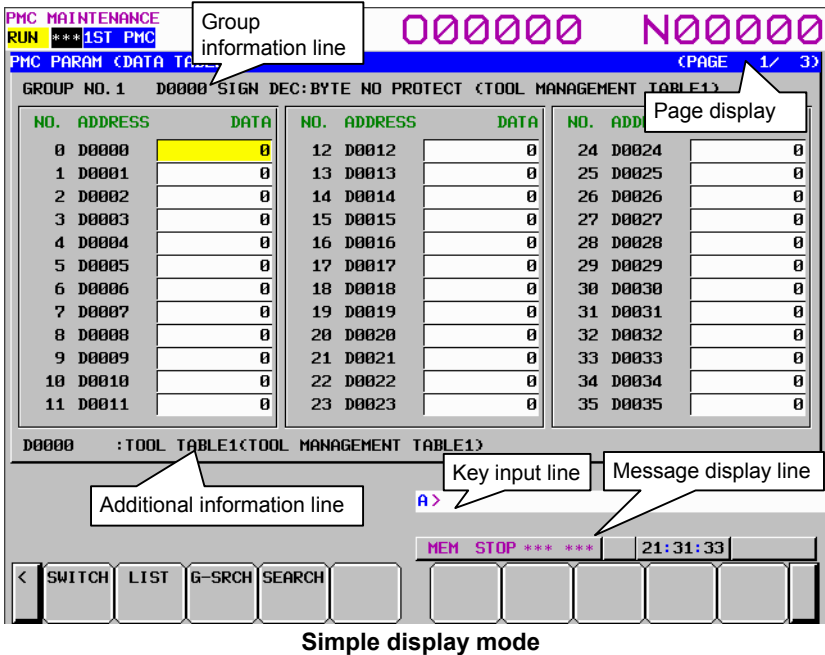 PMC MAINTENANCE
RUN *** 1ST PMC
O00000 N00000
Group
information line
PMC PARAM (DATA TA (PAGE 1/ 3)
GROUP NO. 1 D0000 SIGN DEC:BYTE NO PROTECT (TOOL MANAGEMENT TABLE1)
Page display
NO. ADDRESS DATA NO. ADDRESS DATA NO.
0 D0000 0 12 D0012 0 24 D0024 0
1 D0001 0 13 D0013 0 25 D0025 0
2 D0002 0 14 D0014 0 26 D0026 0
3 D0003 0 15 D0015 0 27 D0027 0
4 D0004 0 16 D0016 0 28 D0028 0
5 D0005 0 17 D0017 0 29 D0029 0
6 D0006 0 18 D0018 0 30 D0030 0
7 D0007 0 19 D0019 0 31 D0031 0
8 D0008 0 20 D0020 0 32 D0032 0
9 D0009 0 21 D0021 0 33 D0033 0
10 D0010 0 22 D0022 0 34 D0034 0
11 D0011 0 23 D0023 0 35 D0035 0
D0000 :TOOL TABLE1(TOOL MANAGEMENT TABLE1)
Additional information line
Key input line
Message display line
A>
MEM STOP *** *** 21:31:33
< SWITCH LIST G-SRCH SEARCH
Simple display mode